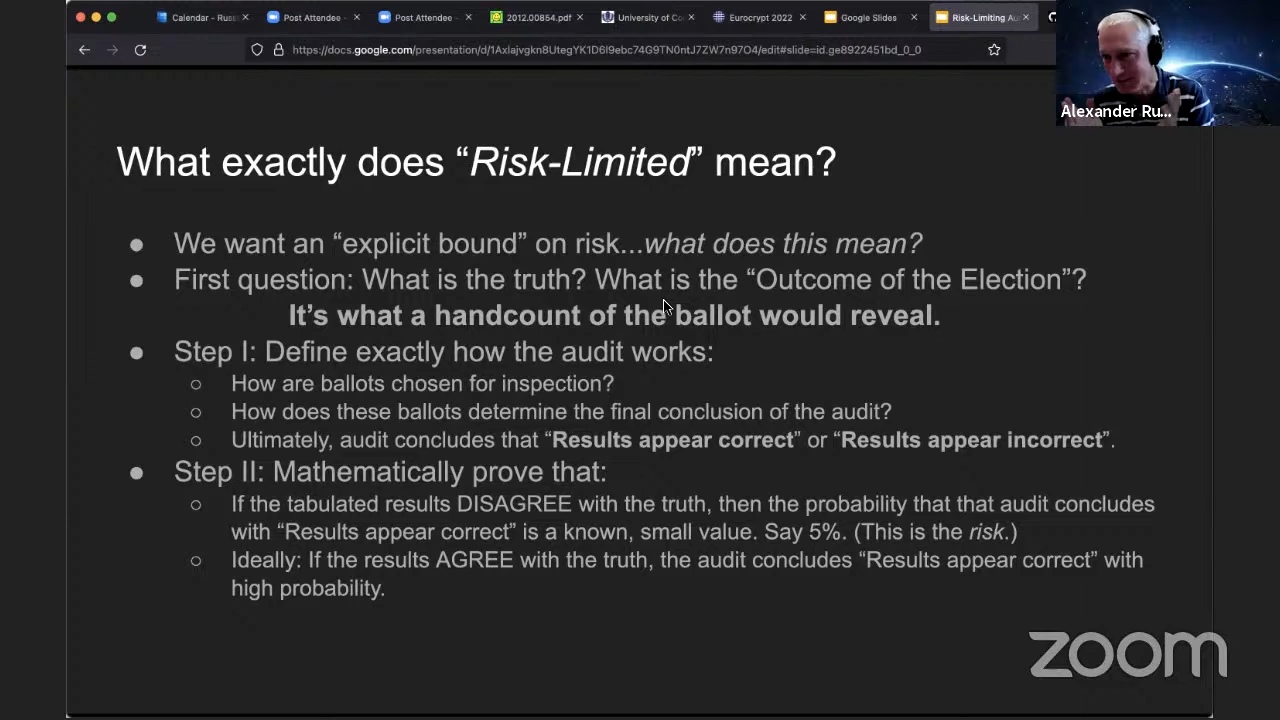 Calendar - Russ
Post Attendee -
Post Attendee -
2012.00854.pdf
University of Co
Eurocrypt 2022
Google Slides
Risk-Limiting Au
https://docs.google.com/presentation/d/1AxIajvgkn8UtegYK1D6I9ebc74G9TN0ntJ7ZW7n97O4/edit#slide=id.ge8922451bd_0_0
Alexander Ru...
What exactly does “Risk-Limited” mean?
● We want an “explicit bound” on risk...what does this mean?
● First question: What is the truth? What is the “Outcome of the Election”?
It’s what a handcount of the ballot would reveal.
● Step I: Define exactly how the audit works:
○ How are ballots chosen for inspection?
○ How does these ballots determine the final conclusion of the audit?
○ Ultimately, audit concludes that “Results appear correct” or “Results appear incorrect”.
● Step II: Mathematically prove that:
○ If the tabulated results DISAGREE with the truth, then the probability that that audit concludes
with “Results appear correct” is a known, small value. Say 5%. (This is the risk.)
○ Ideally: If the results AGREE with the truth, the audit concludes “Results appear correct” with
high probability.
zoom